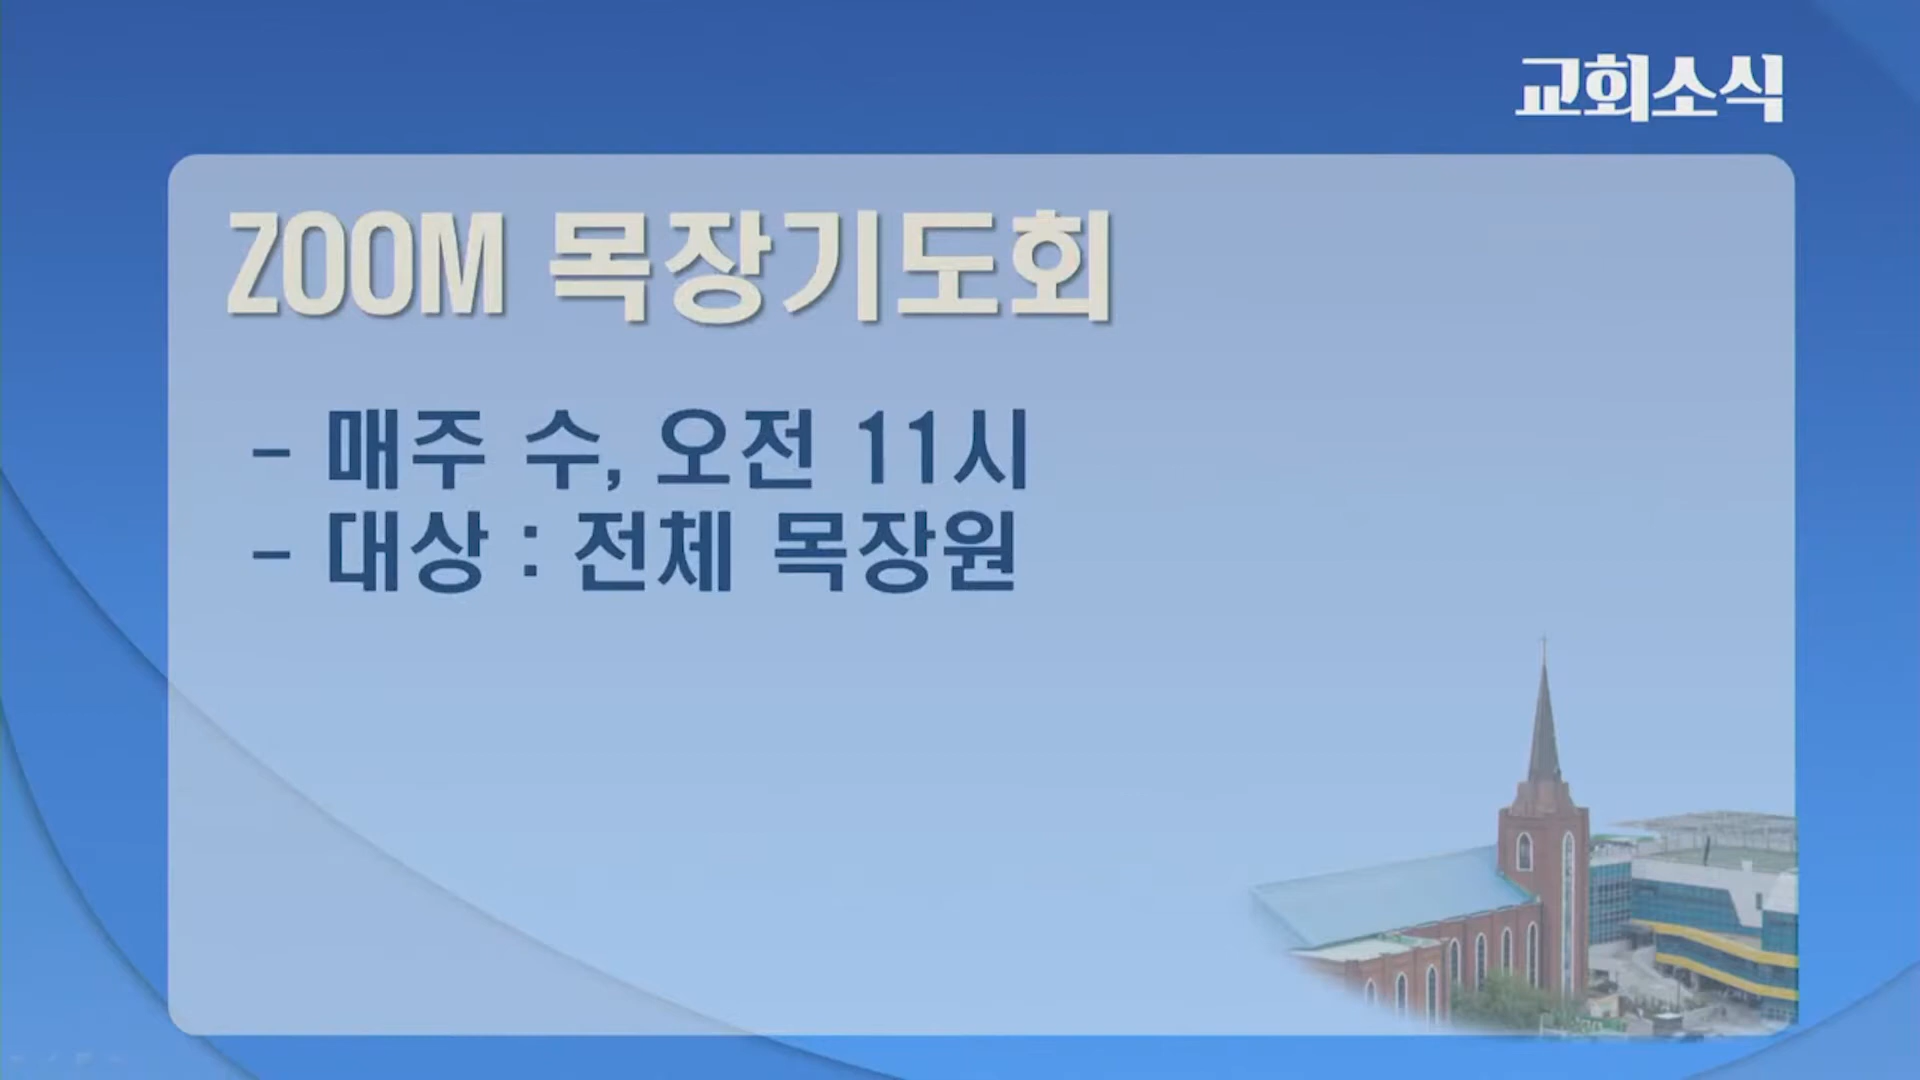 교회소식
ZOOM 목장기도회
- 매주 수, 오전 11시
- 대상 : 전체 목장원